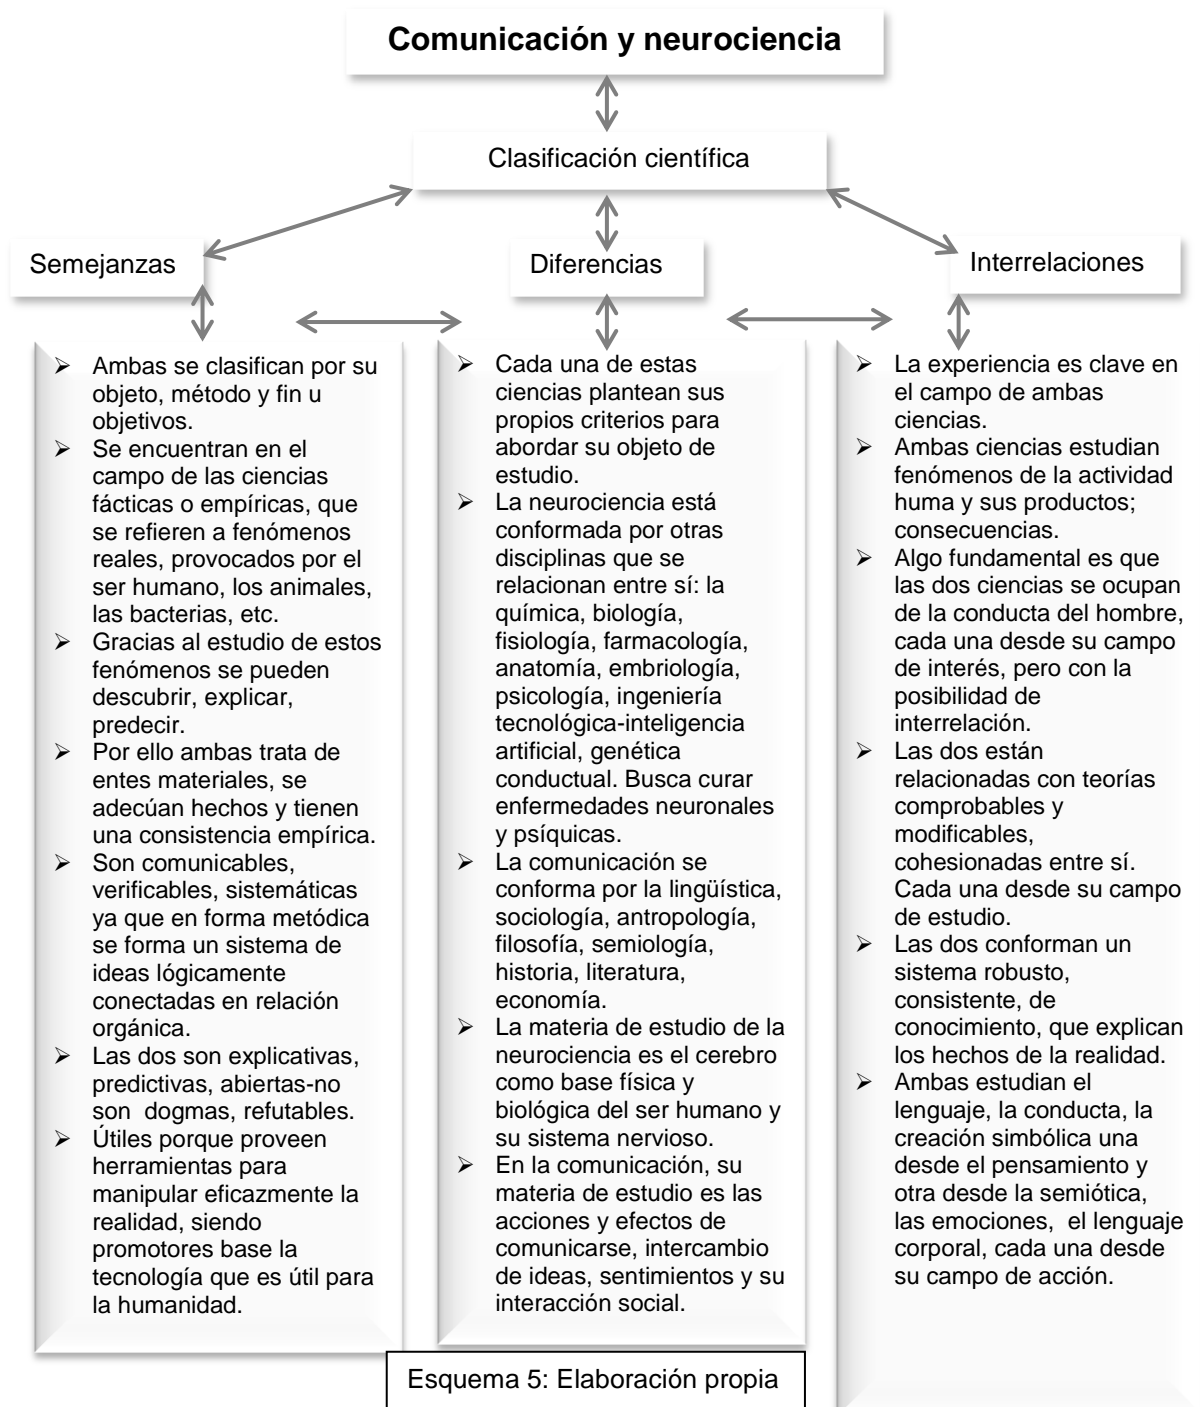 Comunicación y neurociencia
Clasificación científica
Semejanzas
Diferencias
Interrelaciones
➢ Ambas se clasifican por su
objeto, método y fin u
objetivos.
➢ Se encuentran en el
campo de las ciencias
fácticas o empíricas, que
se refieren a fenómenos
reales, provocados por el
ser humano, los animales,
las bacterias, etc.
➢ Gracias al estudio de estos
fenómenos se pueden
descubrir, explicar,
predecir.
➢ Por ello ambas trata de
entes materiales, se
adecúan hechos y tienen
una consistencia empírica.
➢ Son comunicables,
verificables, sistemáticas
ya que en forma metódica
se forma un sistema de
ideas lógicamente
conectadas en relación
orgánica.
➢ Las dos son explicativas,
predictivas, abiertas-no
son dogmas, refutables.
➢ Útiles porque proveen
herramientas para
manipular eficazmente la
realidad, siendo
promotores base la
tecnología que es útil para
la humanidad.
➢ Cada una de estas
ciencias plantean sus
propios criterios para
abordar su objeto de
estudio.
➢ La neurociencia está
conformada por otras
disciplinas que se
relacionan entre sí: la
química, biología,
fisiología, farmacología,
anatomía, embriología,
psicología, ingeniería
tecnológica-inteligencia
artificial, genética
conductual. Busca curar
enfermedades neuronales
y psíquicas.
➢ La comunicación se
conforma por la lingüística,
sociología, antropología,
filosofía, semiología,
historia, literatura,
economía.
➢ La materia de estudio de la
neurociencia es el cerebro
como base física y
biológica del ser humano y
su sistema nervioso.
➢ En la comunicación, su
materia de estudio es las
acciones y efectos de
comunicarse, intercambio
de ideas, sentimientos y su
interacción social.
➢ La experiencia es clave en
el campo de ambas
ciencias.
➢ Ambas ciencias estudian
fenómenos de la actividad
huma y sus productos;
consecuencias.
➢ Algo fundamental es que
las dos ciencias se ocupan
de la conducta del hombre,
cada una desde su campo
de interés, pero con la
posibilidad de
interrelación.
➢ Las dos están
relacionadas con teorías
comprobables y
modificables,
cohesionadas entre sí.
Cada una desde su campo
de estudio.
➢ Las dos conforman un
sistema robusto,
consistente, de
conocimiento, que explican
los hechos de la realidad.
➢ Ambas estudian el
lenguaje, la conducta, la
creación simbólica una
desde el pensamiento y
otra desde la semiótica,
las emociones, el lenguaje
corporal, cada una desde
su campo de acción.
Esquema 5: Elaboración propia